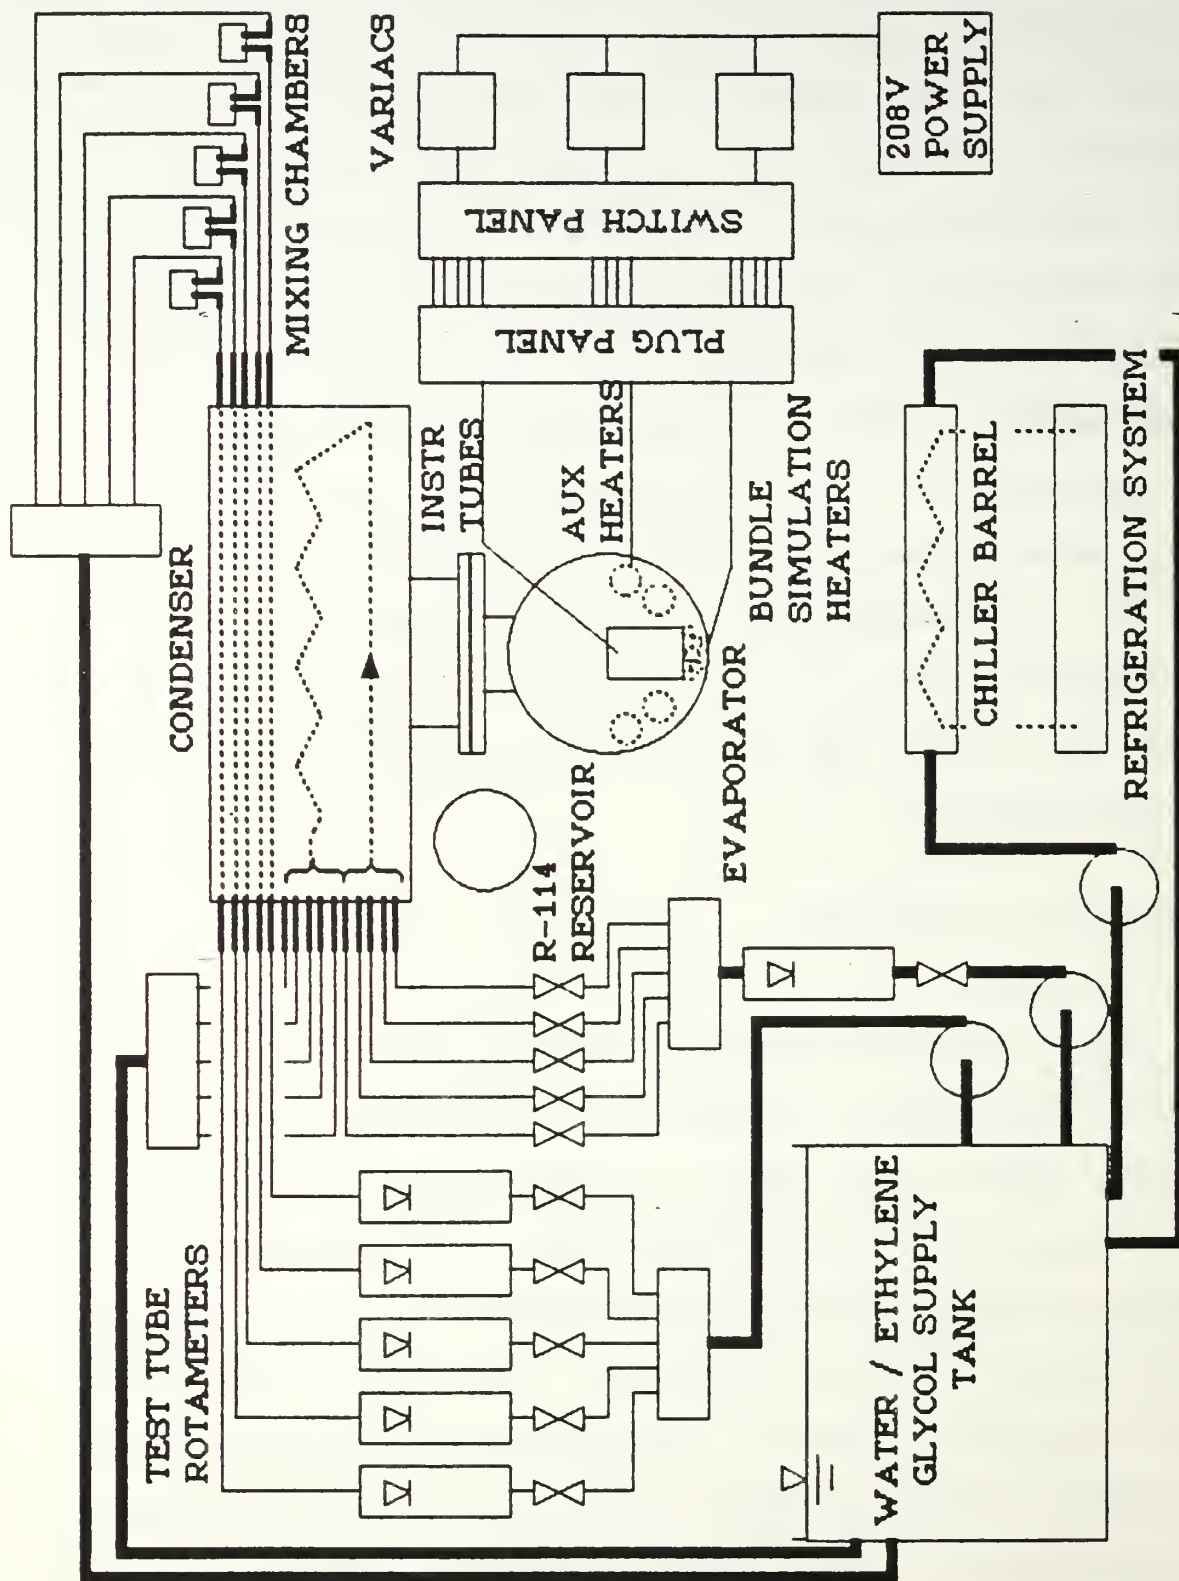 TEST TUBE
ROTAMETERS
CONDENSER
MIXING CHAMBERS
VARIACS
INSTR
TUBES
SWITCH PANEL
PLUG PANEL
R-114
RESERVOIR
AUX
HEATERS
EVAPORATOR
BUNDLE
SIMULATION
HEATERS
208V
POWER
SUPPLY
WATER / ETHYLENE
GLYCOL SUPPLY
TANK
CHILLER BARREL
REFRIGERATION SYSTEM